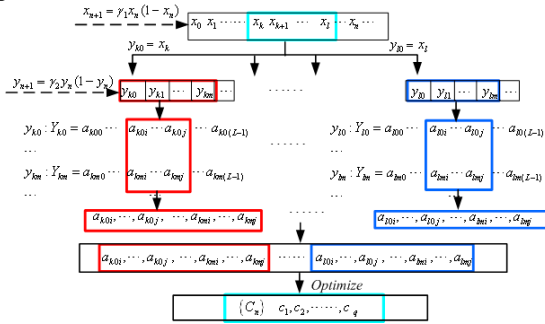 x_{n+1} = γ_1 x_n (1 - x_n)
x_0 x_1 ······ x_k x_{k+1} ··· x_l ··· x_n ···
y_{k0} = x_k
y_{l0} = x_l
y_{n+1} = γ_2 y_n (1 - y_n)
y_{k0} y_{k1} ··· y_{km} ···
······
y_{l0} y_{l1} ··· y_{lm} ···
y_{k0} : Y_{k0} = a_{k00} ··· a_{k0i} ··· a_{k0j} ··· a_{k0(L-1)}
y_{l0} : Y_{l0} = a_{l00} ··· a_{l0i} ··· a_{l0j} ··· a_{l0(L-1)}
...
...
y_{km} : Y_{km} = a_{km0} ··· a_{kmi} ··· a_{kmj} ··· a_{km(L-1)}
y_{lm} : Y_{lm} = a_{lm0} ··· a_{lmi} ··· a_{lmj} ··· a_{lm(L-1)}
...
...
a_{k0i}, ···, a_{k0j}, ···, a_{kmi}, ···, a_{kmj}
······
a_{l0i}, ···, a_{l0j}, ···, a_{lmi}, ···, a_{lmj}
a_{k0i}, ···, a_{k0j}, ···, a_{kmi}, ···, a_{kmj} ······ a_{l0i}, ···, a_{l0j}, ···, a_{lmi}, ···, a_{lmj}
Optimize
(C_n) c_1, c_2, ······, c_q